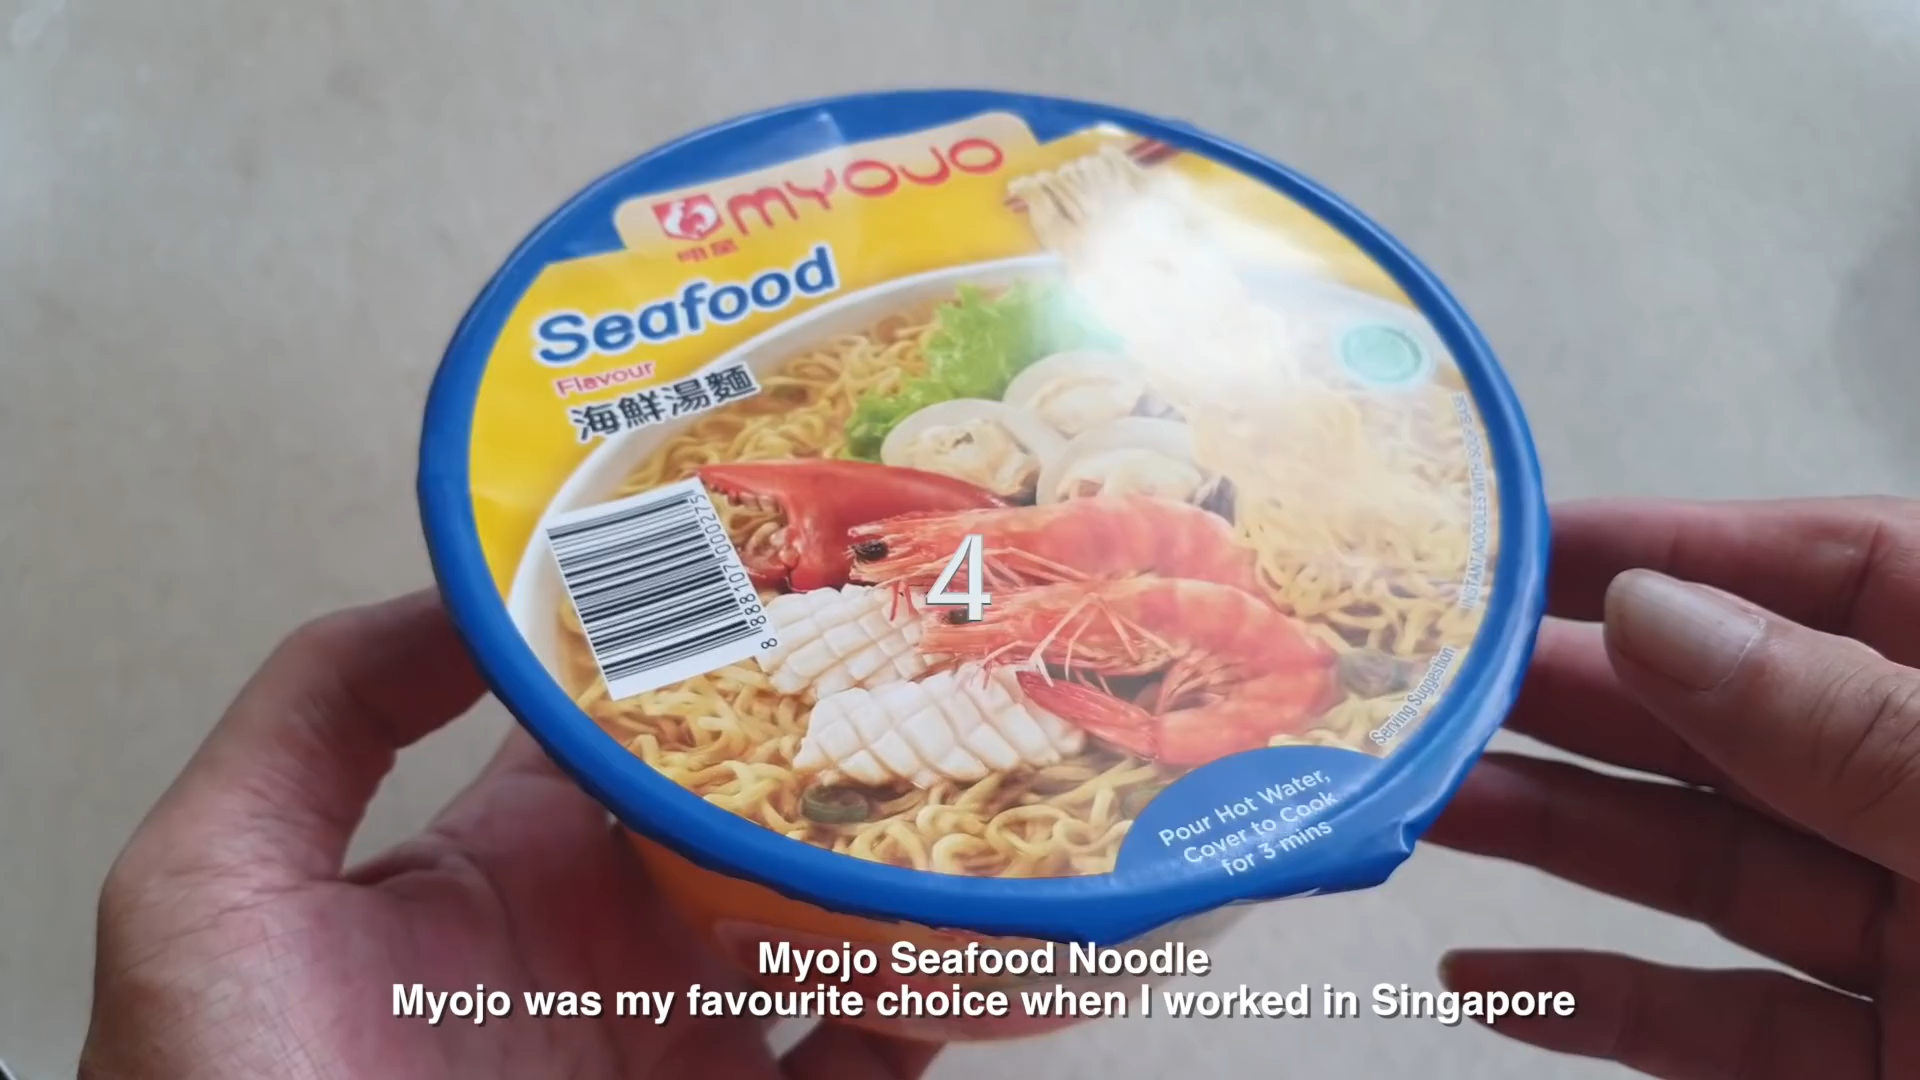 MYOJO
明星
Seafood
Flavour
海鮮湯麵
8 888107 000275
4
INSTANT NOODLES WITH SOUP BASE
Serving Suggestion
Pour Hot Water,
Cover to Cook
for 3 mins
Myojo Seafood Noodle
Myojo was my favourite choice when I worked in Singapore